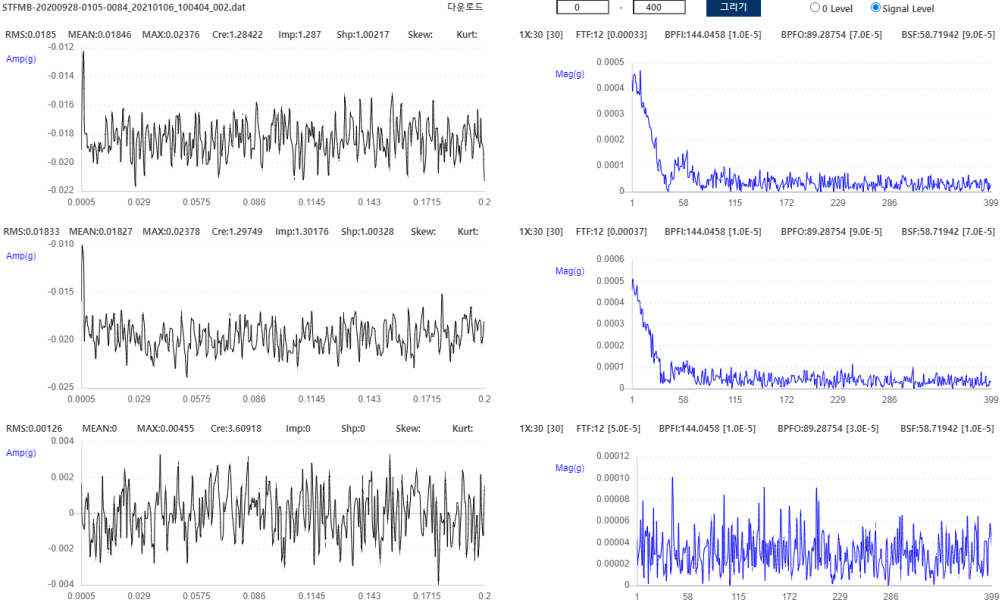 STFMB-20200928-0105-0084_20210106_100404_002.dat 다운로드 0 - 400 그리기 0 Level Signal Level
RMS:0.0185 MEAN:0.01846 MAX:0.02376 Cre:1.28422 Imp:1.287 Shp:1.00217 Skew: Kurt:
Amp(g)
-0.012
-0.014
-0.016
-0.018
-0.020
-0.022
0.0005 0.029 0.0575 0.086 0.1145 0.143 0.1715 0.2
1X:30 [30] FTF:12 [0.00033] BPFI:144.0458 [1.0E-5] BPFO:89.28754 [7.0E-5] BSF:58.71942 [9.0E-5]
Mag(g)
0.0005
0.0004
0.0003
0.0002
0.0001
0
1 58 115 172 229 286 399
RMS:0.01833 MEAN:0.01827 MAX:0.02378 Cre:1.29749 Imp:1.30176 Shp:1.00328 Skew: Kurt:
Amp(g)
-0.010
-0.015
-0.020
-0.025
0.0005 0.029 0.0575 0.086 0.1145 0.143 0.1715 0.2
1X:30 [30] FTF:12 [0.00037] BPFI:144.0458 [1.0E-5] BPFO:89.28754 [9.0E-5] BSF:58.71942 [7.0E-5]
Mag(g)
0.0006
0.0005
0.0004
0.0003
0.0002
0.0001
0
1 58 115 172 229 286 399
RMS:0.00126 MEAN:0 MAX:0.00455 Cre:3.60918 Imp:0 Shp:0 Skew: Kurt:
Amp(g)
0.004
0.002
0
-0.002
-0.004
0.0005 0.029 0.0575 0.086 0.1145 0.143 0.1715 0.2
1X:30 [30] FTF:12 [5.0E-5] BPFI:144.0458 [1.0E-5] BPFO:89.28754 [3.0E-5] BSF:58.71942 [1.0E-5]
Mag(g)
0.00012
0.00010
0.00008
0.00006
0.00004
0.00002
0
1 58 115 172 229 286 399